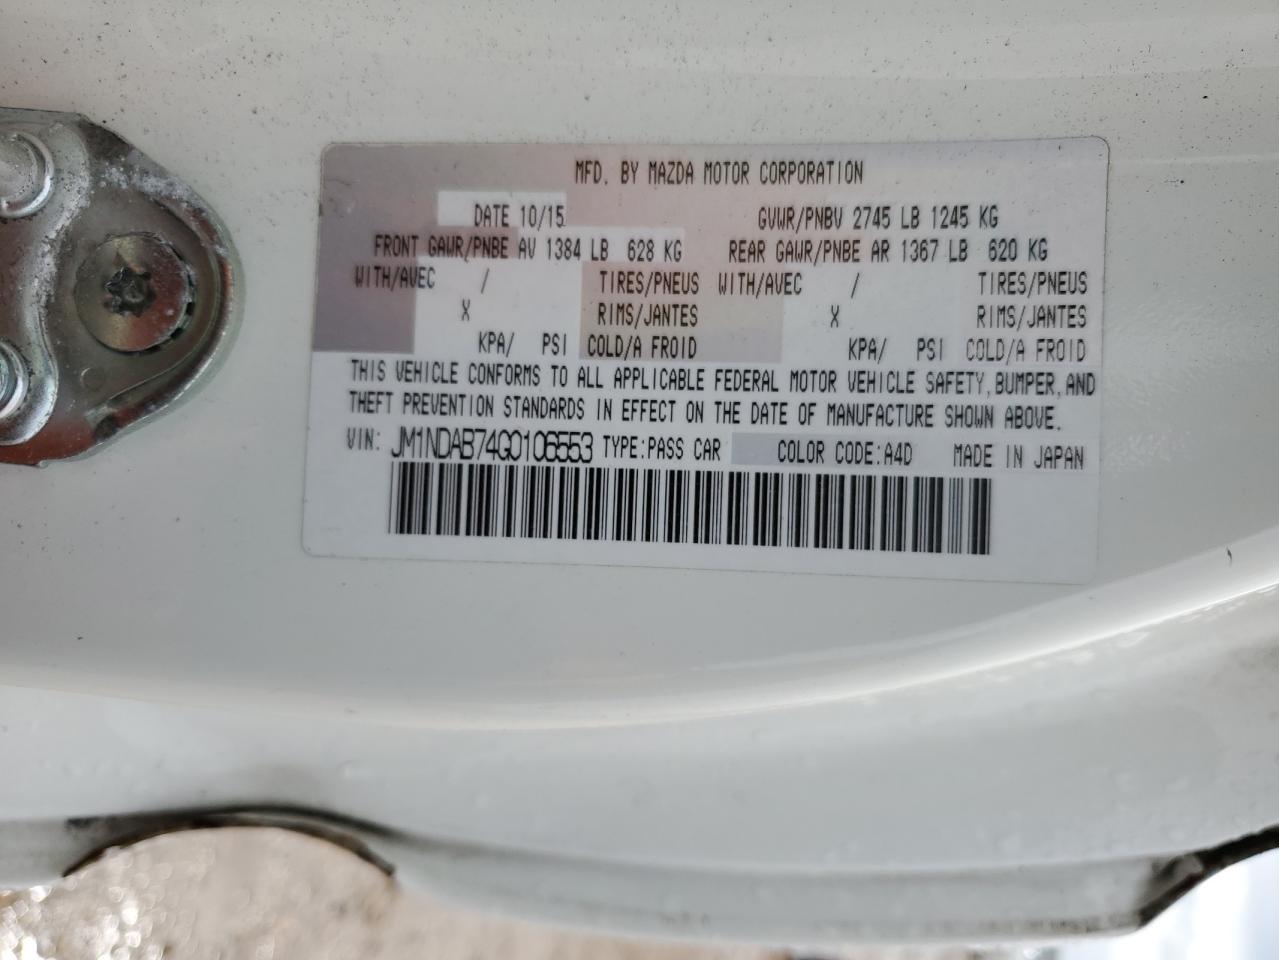 MFD. BY MAZDA MOTOR CORPORATION
DATE 10/15 GVWR/PNBV 2745 LB 1245 KG
FRONT GAWR/PNBE AV 1384 LB 628 KG REAR GAWR/PNBE AR 1367 LB 620 KG
WITH/AVEC / TIRES/PNEUS WITH/AVEC / TIRES/PNEUS
X RIMS/JANTES X RIMS/JANTES
KPA/ PSI COLD/A FROID KPA/ PSI COLD/A FROID
THIS VEHICLE CONFORMS TO ALL APPLICABLE FEDERAL MOTOR VEHICLE SAFETY, BUMPER, AND
THEFT PREVENTION STANDARDS IN EFFECT ON THE DATE OF MANUFACTURE SHOWN ABOVE.
VIN: JM1NDAB74G0106553 TYPE:PASS CAR COLOR CODE:A4D MADE IN JAPAN